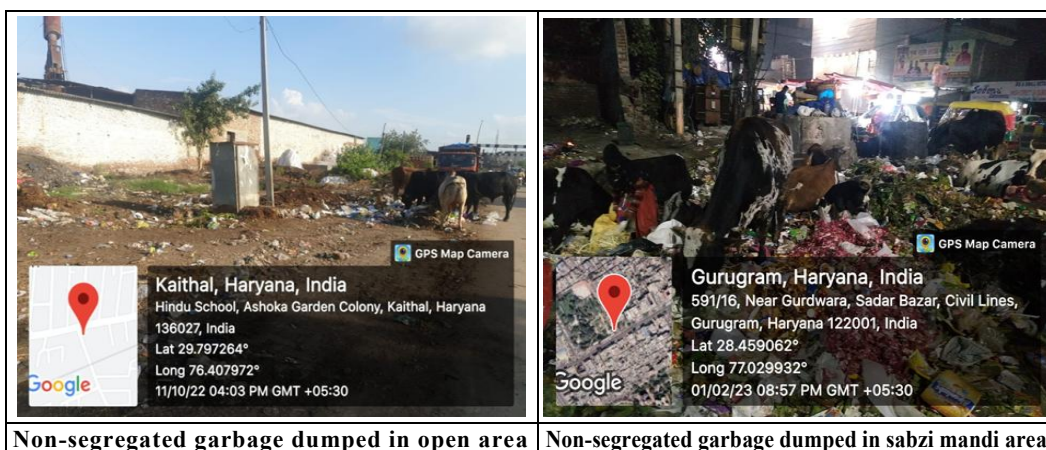 GPS Map Camera
Kaithal, Haryana, India
Hindu School, Ashoka Garden Colony, Kaithal, Haryana
136027, India
Lat 29.797264°
Long 76.407972°
11/10/22 04:03 PM GMT +05:30
Google
Non-segregated garbage dumped in open area
GPS Map Camera
Gurugram, Haryana, India
591/16, Near Gurdwara, Sadar Bazar, Civil Lines,
Gurugram, Haryana 122001, India
Lat 28.459062°
Long 77.029932°
01/02/23 08:57 PM GMT +05:30
Google
Non-segregated garbage dumped in sabzi mandi area